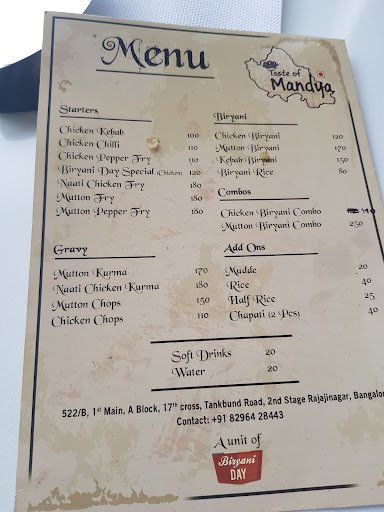 Menu
Taste of
Mandya
Starters
Chicken Kebab 100
Chicken Chilli 110
Chicken Pepper Fry 110
Biryani Day Special (Chicken) 120
Naati Chicken Fry 180
Mutton Fry 180
Mutton Pepper Fry 180
Biryani
Chicken Biryani 120
Mutton Biryani 170
Kebab Biryani 150
Biryani Rice 80
Combos
Chicken Biryani Combo 190
Mutton Biryani Combo 250
Gravy
Mutton Kurma 170
Naati Chicken Kurma 180
Mutton Chops 150
Chicken Chops 110
Add Ons
Mudde 20
Rice 40
Half Rice 25
Chapati (2 Pcs) 40
Soft Drinks 20
Water 20
522/B, 1st Main, A Block, 17th cross, Tankbund Road, 2nd Stage Rajajinagar, Bangalo
Contact: +91 82964 28443
A unit of
Biryani
DAY